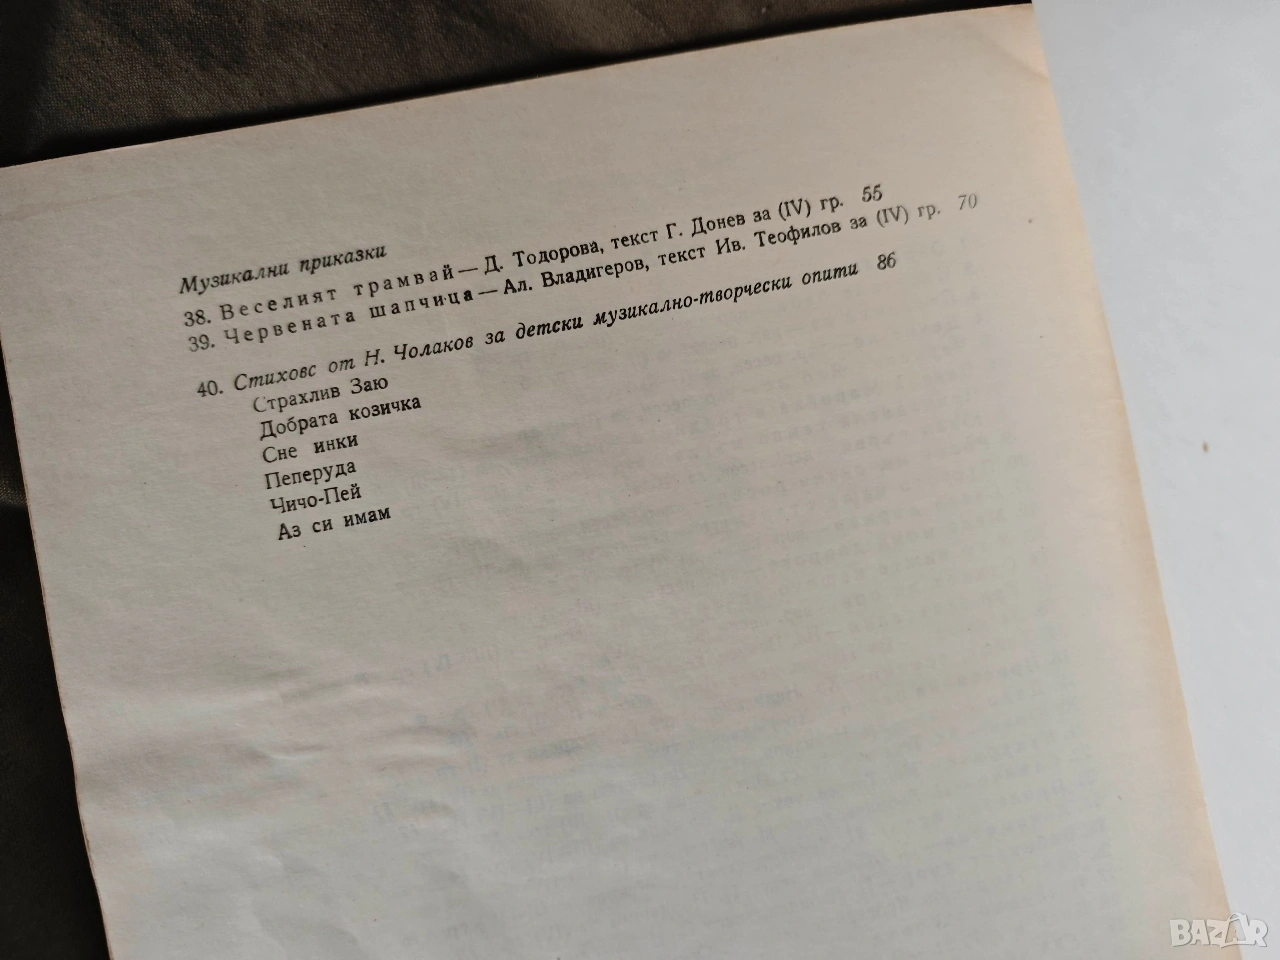 Музикални приказки
38. Веселият трамвай — Д. Тодорова, текст Г. Донев за (IV) гр. 55
39. Червената шапчица — Ал. Владигеров, текст Ив. Теофилов за (IV) гр. 70
40. Стиховс от Н. Чолаков за детски музикално-творчески опити 86
Страхлив Заю
Добрата козичка
Сне инки
Пеперуда
Чичо-Пей
Аз си имам
BAZAR